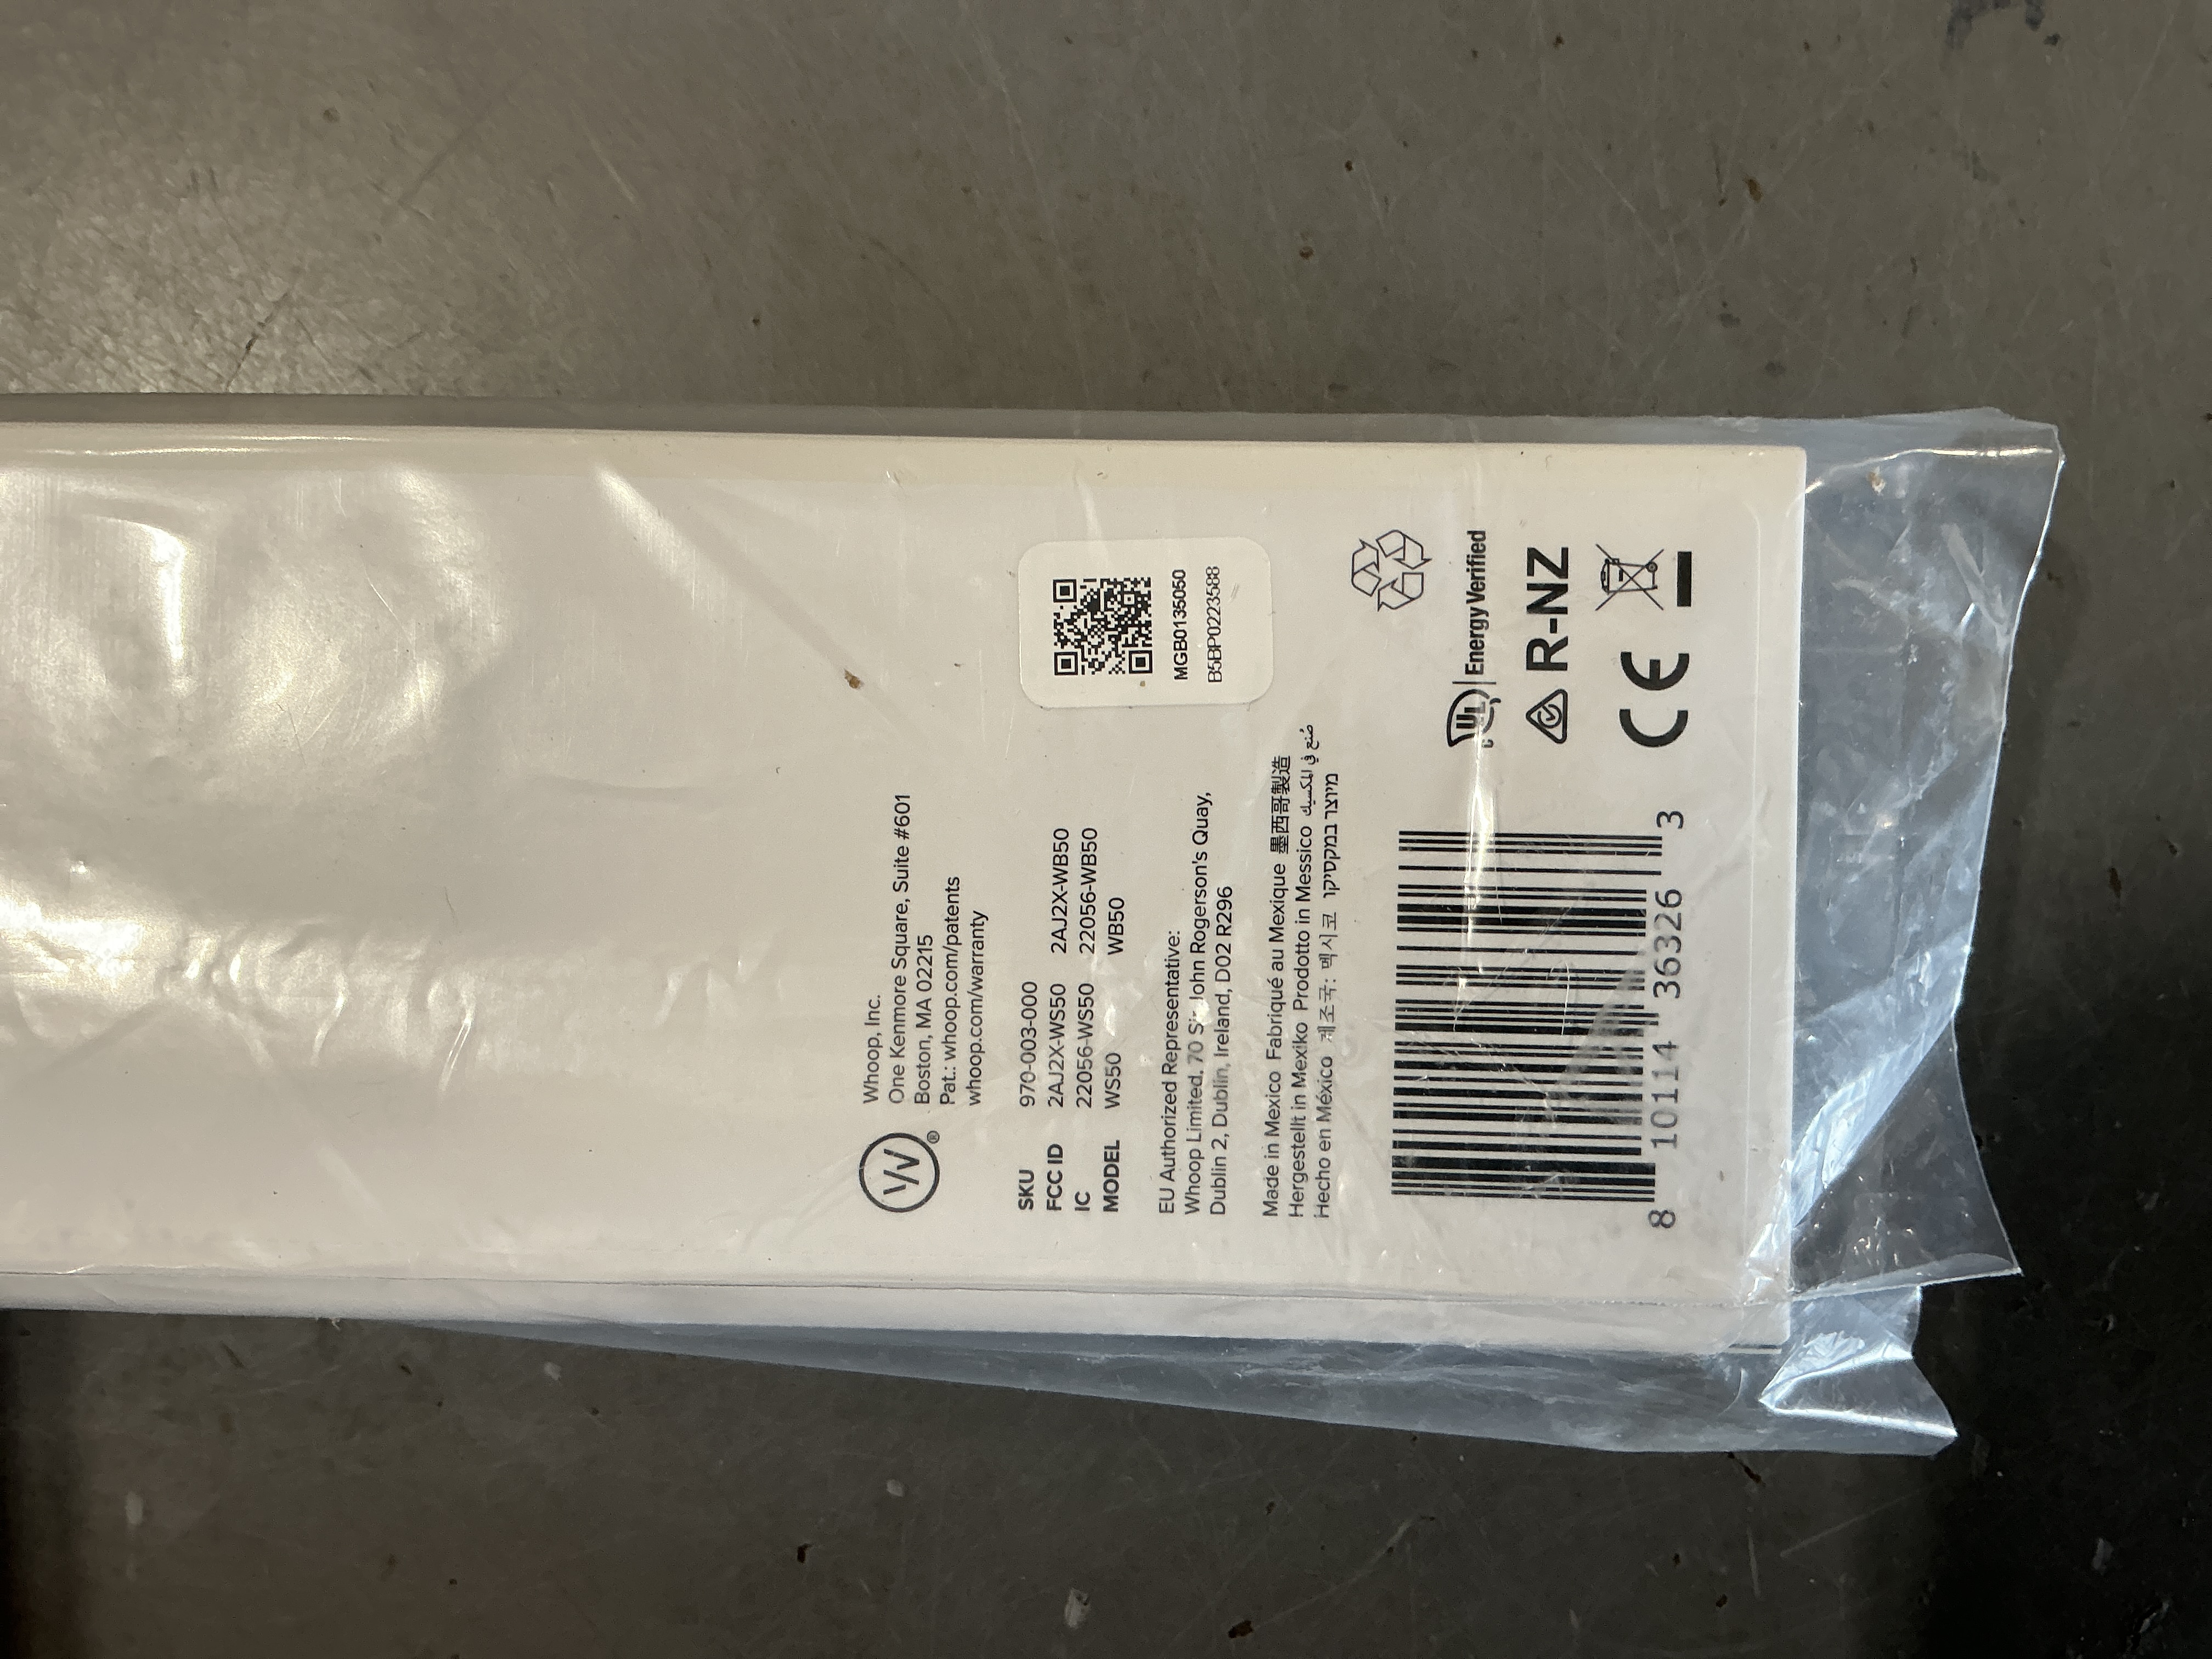 Whoop, Inc.
One Kenmore Square, Suite #601
Boston, MA 02215
Pat.: whoop.com/patents
whoop.com/warranty
®
SKU 970-003-000
FCC ID 2AJ2X-WS50 2AJ2X-WB50
IC 22056-WS50 22056-WB50
MODEL WS50 WB50
MGB0135050
B5BP0223588
EU Authorized Representative:
Whoop Limited, 70 Sir John Rogerson's Quay,
Dublin 2, Dublin, Ireland, D02 R296
Made in Mexico Fabriqué au Mexique 墨西哥製造
Hergestellt in Mexiko Prodotto in Messico صُنع في المكسيك
Hecho en México 제조국: 멕시코 מיוצר במקסיקו
c UL | Energy Verified
R-NZ
CE
8 10114 36326 3